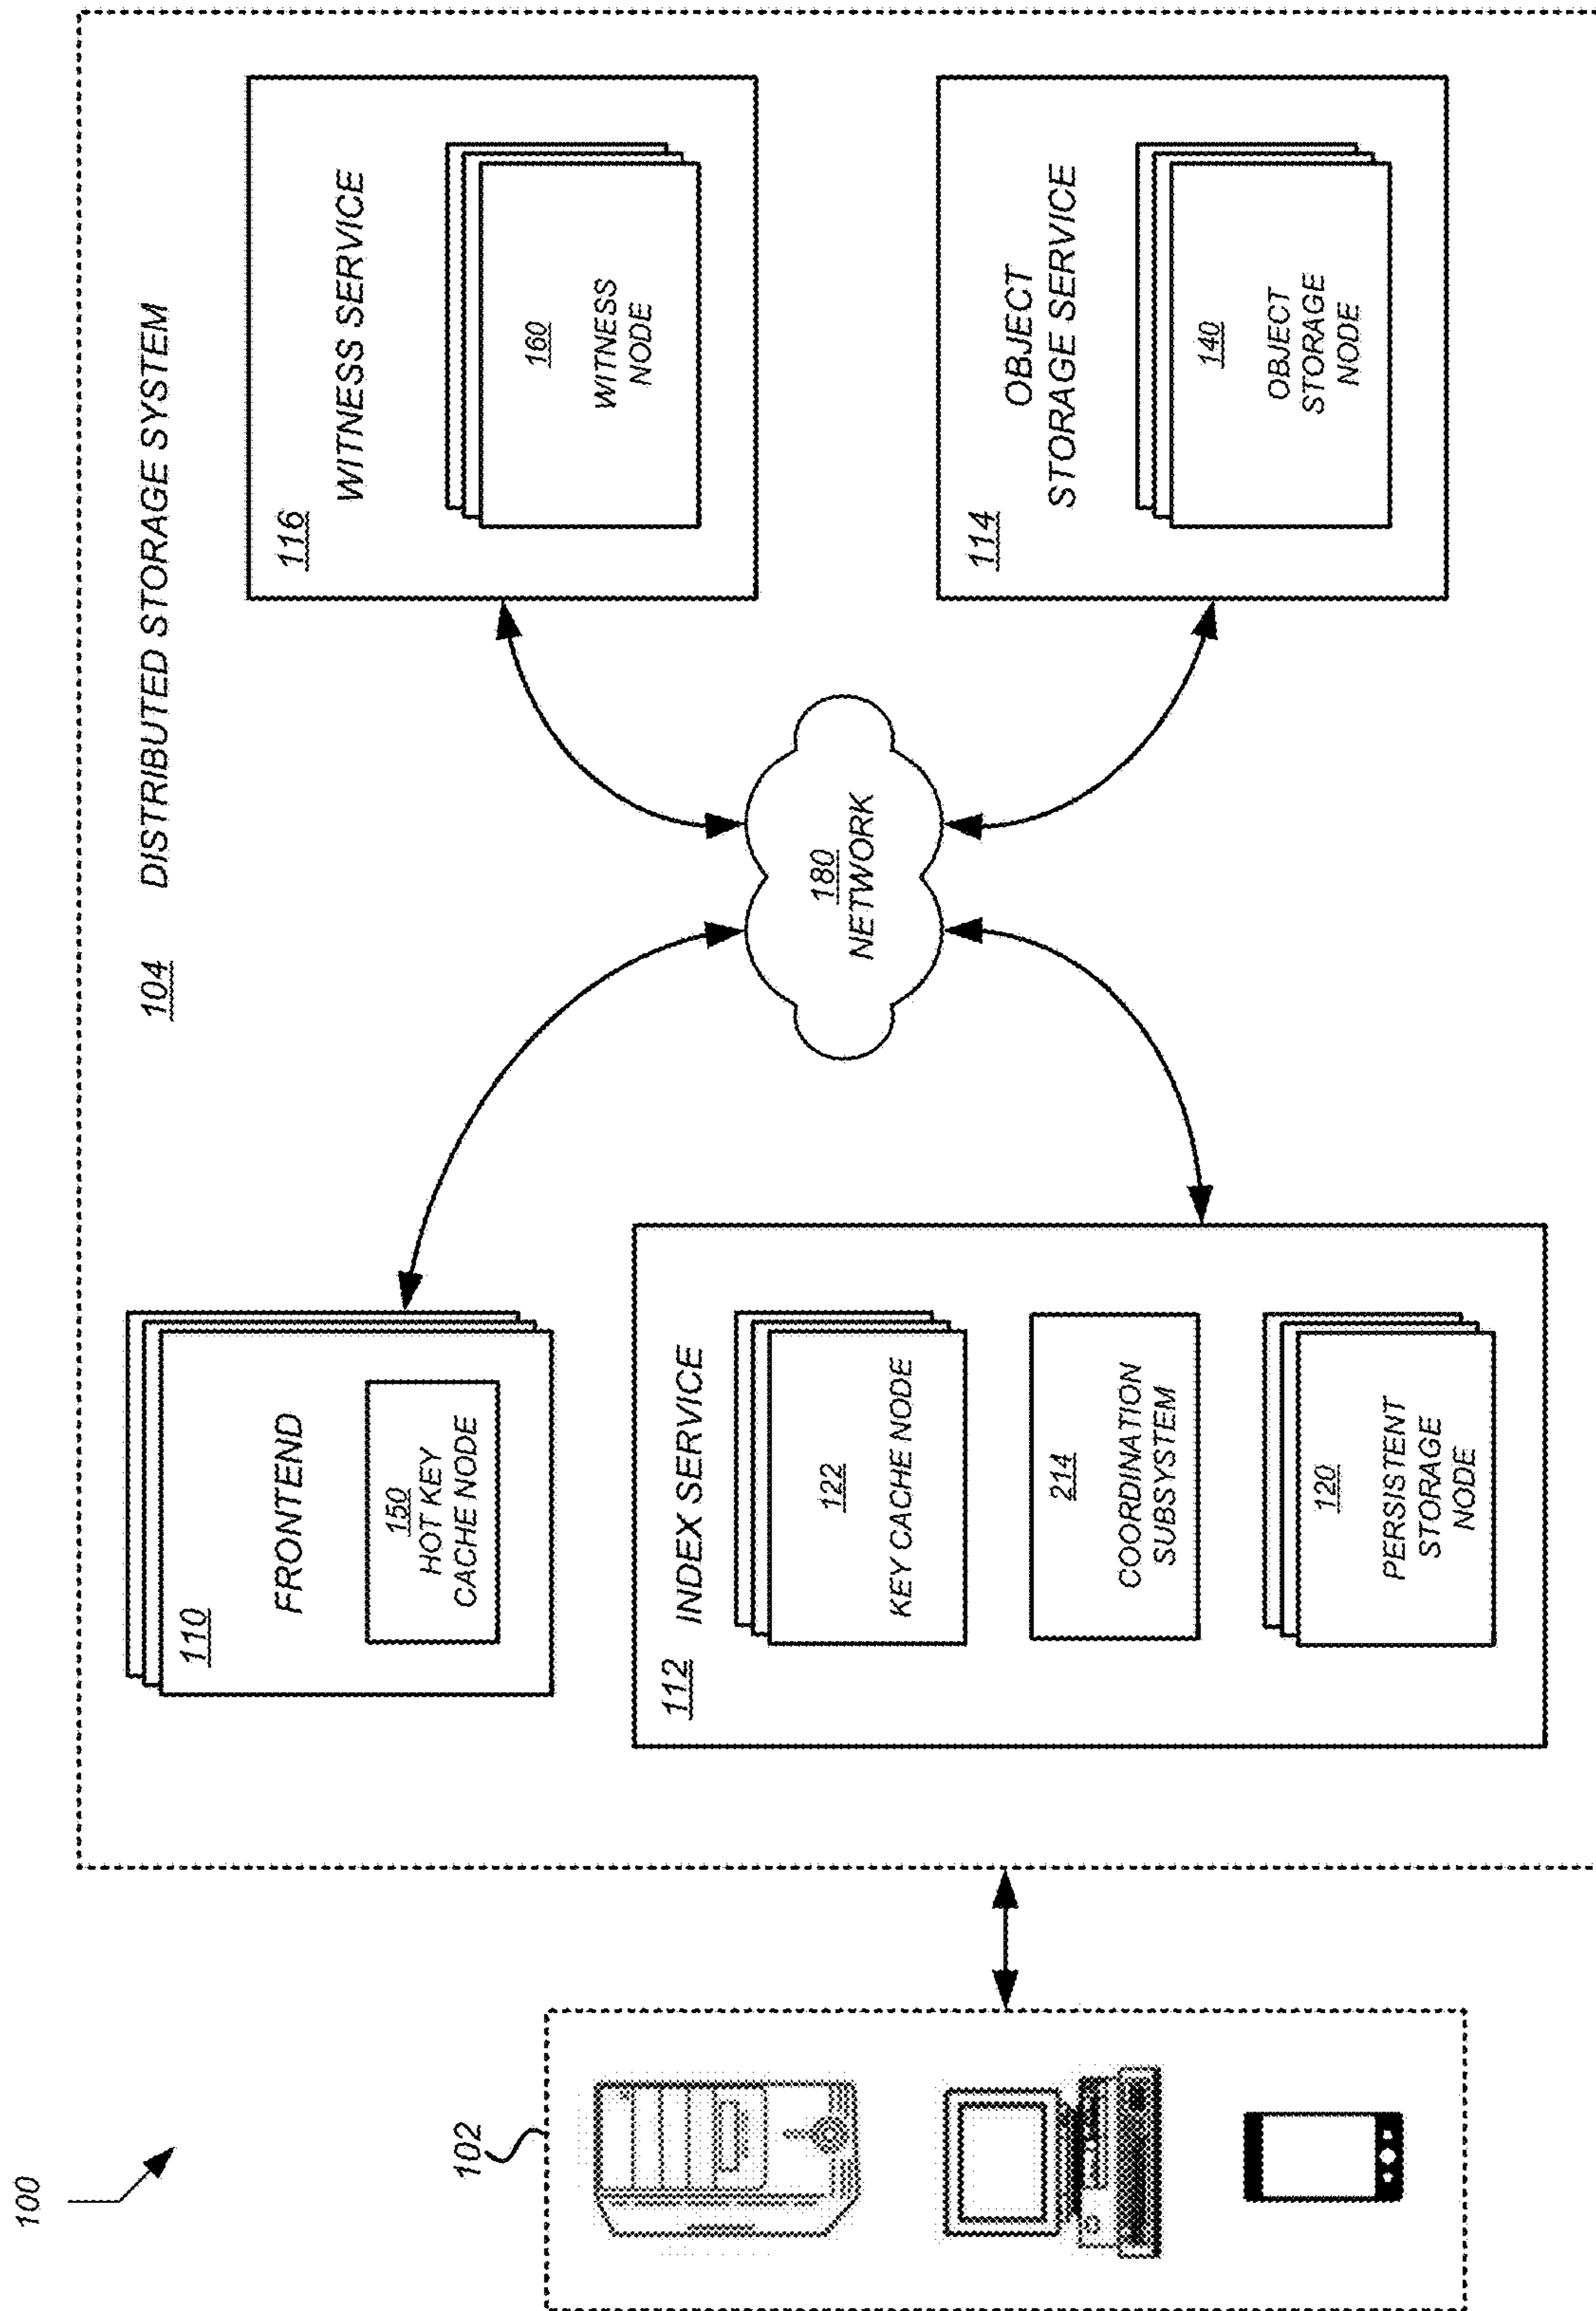 100
102
104 DISTRIBUTED STORAGE SYSTEM
110
FRONTEND
150
HOT KEY
CACHE NODE
112 INDEX SERVICE
122
KEY CACHE NODE
214
COORDINATION
SUBSYSTEM
120
PERSISTENT
STORAGE
NODE
180
NETWORK
116
WITNESS SERVICE
160
WITNESS
NODE
114
OBJECT
STORAGE SERVICE
140
OBJECT
STORAGE
NODE